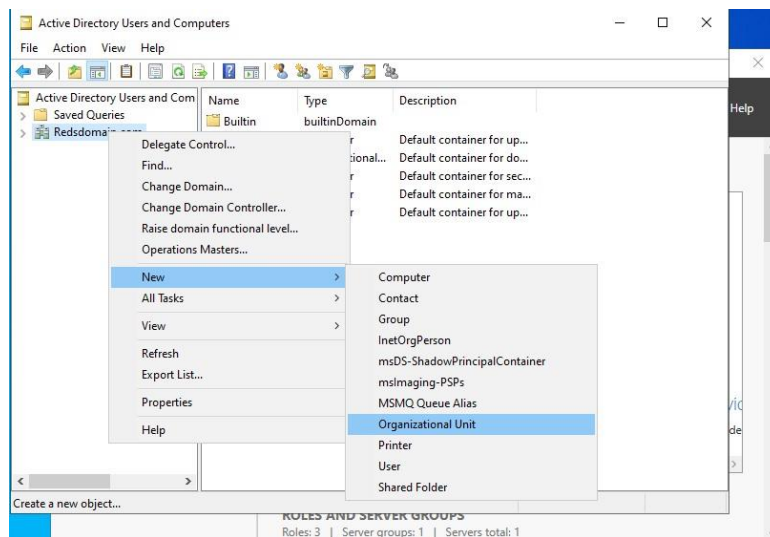 Active Directory Users and Computers
File Action View Help
Active Directory Users and Com
Saved Queries
Redsdomain.com
Name Type Description
Builtin builtinDomain
r Default container for up...
tional... Default container for do...
r Default container for sec...
r Default container for ma...
r Default container for up...
Delegate Control...
Find...
Change Domain...
Change Domain Controller...
Raise domain functional level...
Operations Masters...
New
All Tasks
View
Refresh
Export List...
Properties
Help
Computer
Contact
Group
InetOrgPerson
msDS-ShadowPrincipalContainer
msImaging-PSPs
MSMQ Queue Alias
Organizational Unit
Printer
User
Shared Folder
Create a new object...
Help
vic
de
ROLES AND SERVER GROUPS
Roles: 3 | Server groups: 1 | Servers total: 1